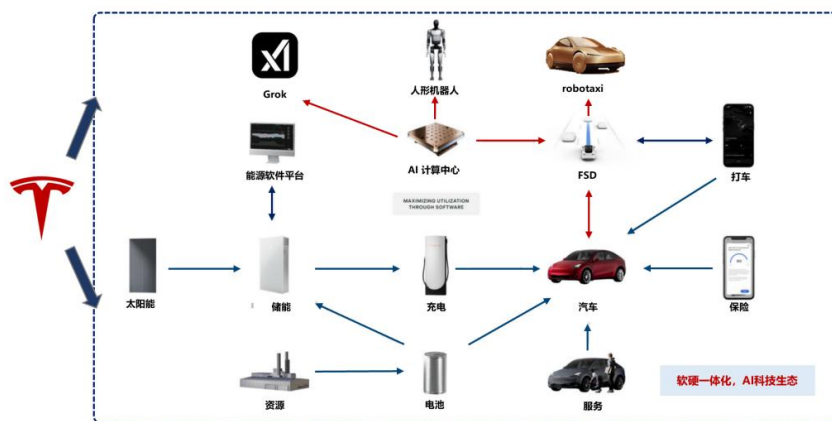 Grok
人形机器人
robotaxi
能源软件平台
AI 计算中心
FSD
打车
MAXIMIZING UTILIZATION
THROUGH SOFTWARE
太阳能
储能
充电
汽车
保险
资源
电池
服务
软硬一体化，AI科技生态